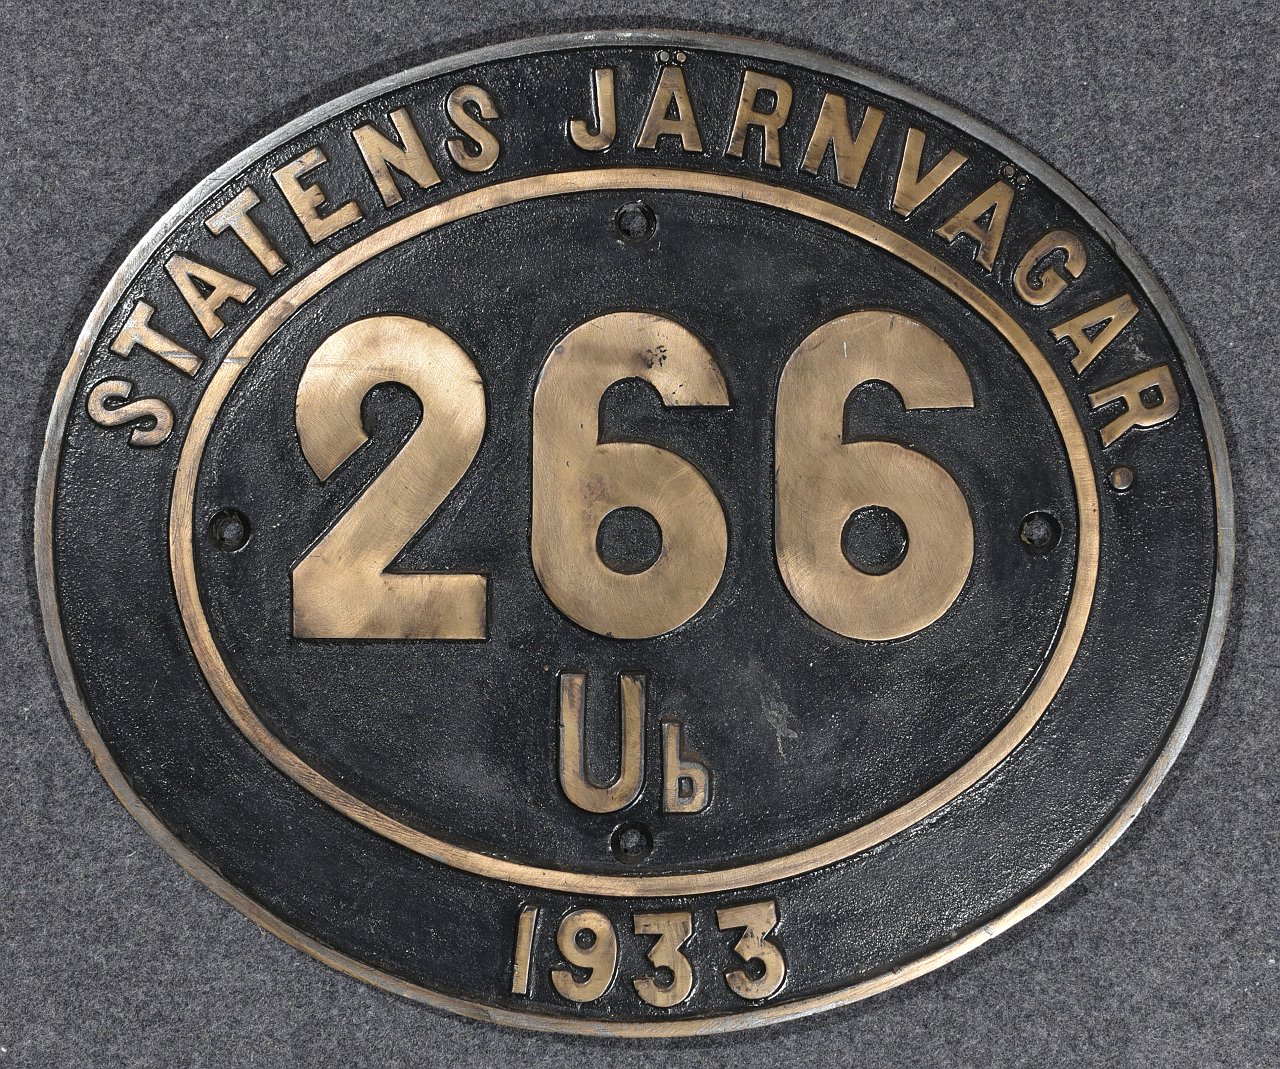 STATENS JÄRNVÄGAR.
266
Ub
1933